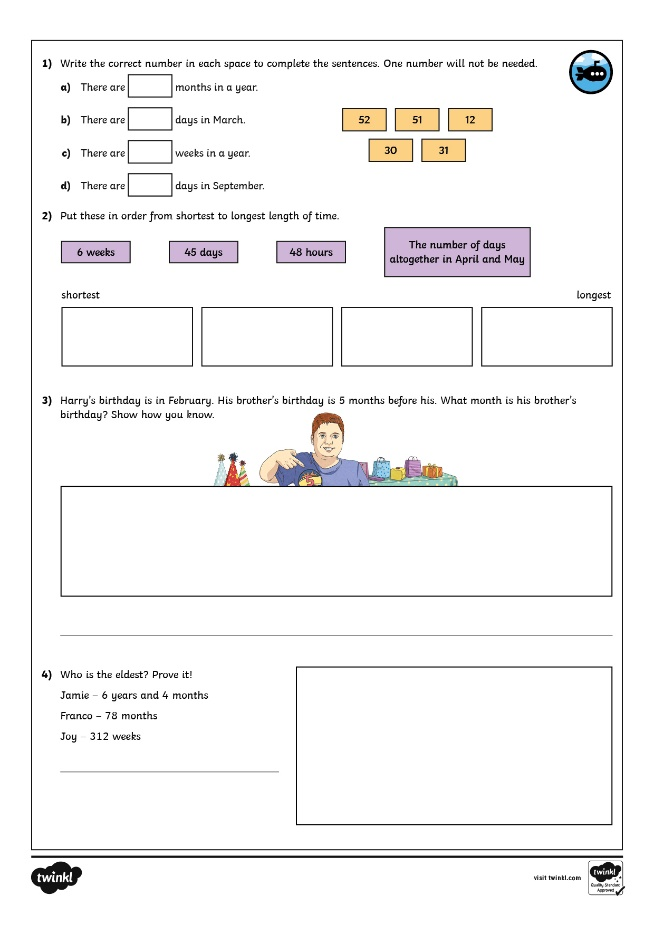 1) Write the correct number in each space to complete the sentences. One number will not be needed.
a) There are months in a year.
b) There are days in March.
52 51 12
c) There are weeks in a year.
30 31
d) There are days in September.
2) Put these in order from shortest to longest length of time.
6 weeks 45 days 48 hours
The number of days
altogether in April and May
shortest longest
3) Harry's birthday is in February. His brother's birthday is 5 months before his. What month is his brother's
birthday? Show how you know.
5
4) Who is the eldest? Prove it!
Jamie – 6 years and 4 months
Franco – 78 months
Joy – 312 weeks
twinkl
visit twinkl.com
twinkl
Quality Standard
Approved